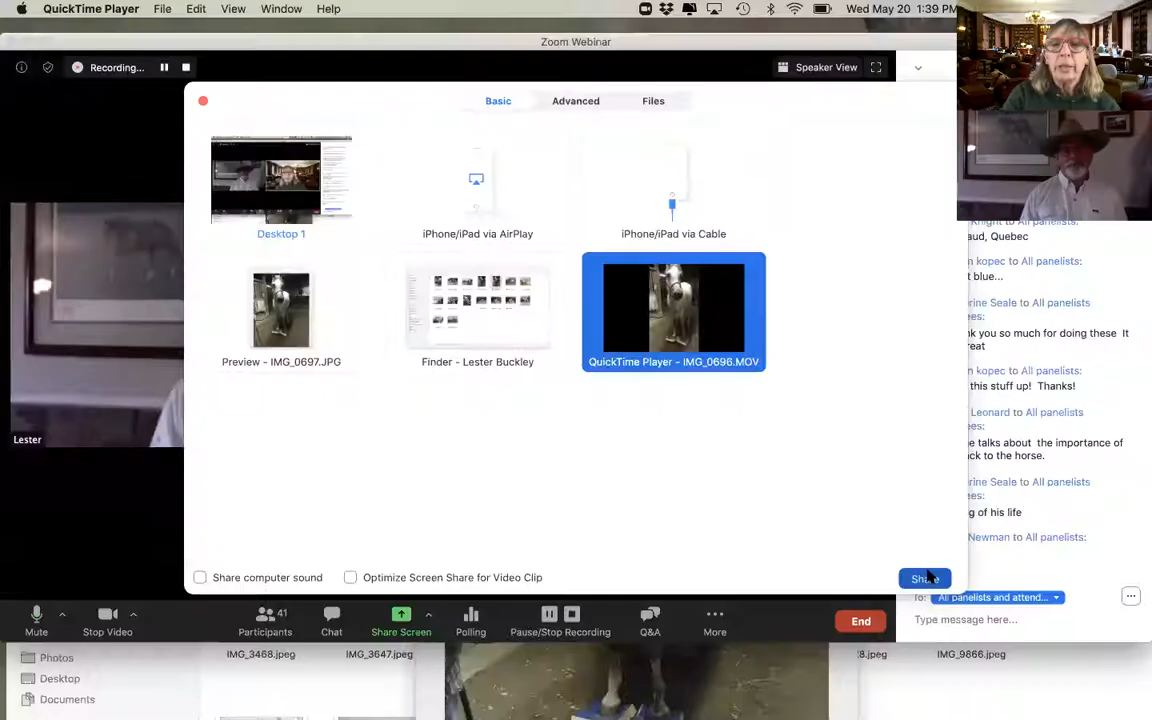 QuickTime Player File Edit View Window Help
Wed May 20 1:39 PM
Zoom Webinar
Recording...
Speaker View
Basic Advanced Files
Desktop 1
iPhone/iPad via AirPlay
iPhone/iPad via Cable
Preview - IMG_0697.JPG
Finder - Lester Buckley
QuickTime Player - IMG_0696.MOV
Lester
Share computer sound
Optimize Screen Share for Video Clip
Share
to All panelists:
aud, Quebec
kopec to All panelists:
t blue...
Seale to All panelists
nk you so much for doing these It
reat
kopec to All panelists:
this stuff up! Thanks!
Leonard to All panelists
e talks about the importance of
ck to the horse.
Seale to All panelists
g of his life
Newman to All panelists:
To: All panelists and attend...
Type message here...
Mute
Stop Video
Participants 41
Chat
Share Screen
Polling
Pause/Stop Recording
Q&A
More
End
Photos
Desktop
Documents
IMG_3468.jpeg
IMG_3647.jpeg
8.jpeg
IMG_9866.jpeg